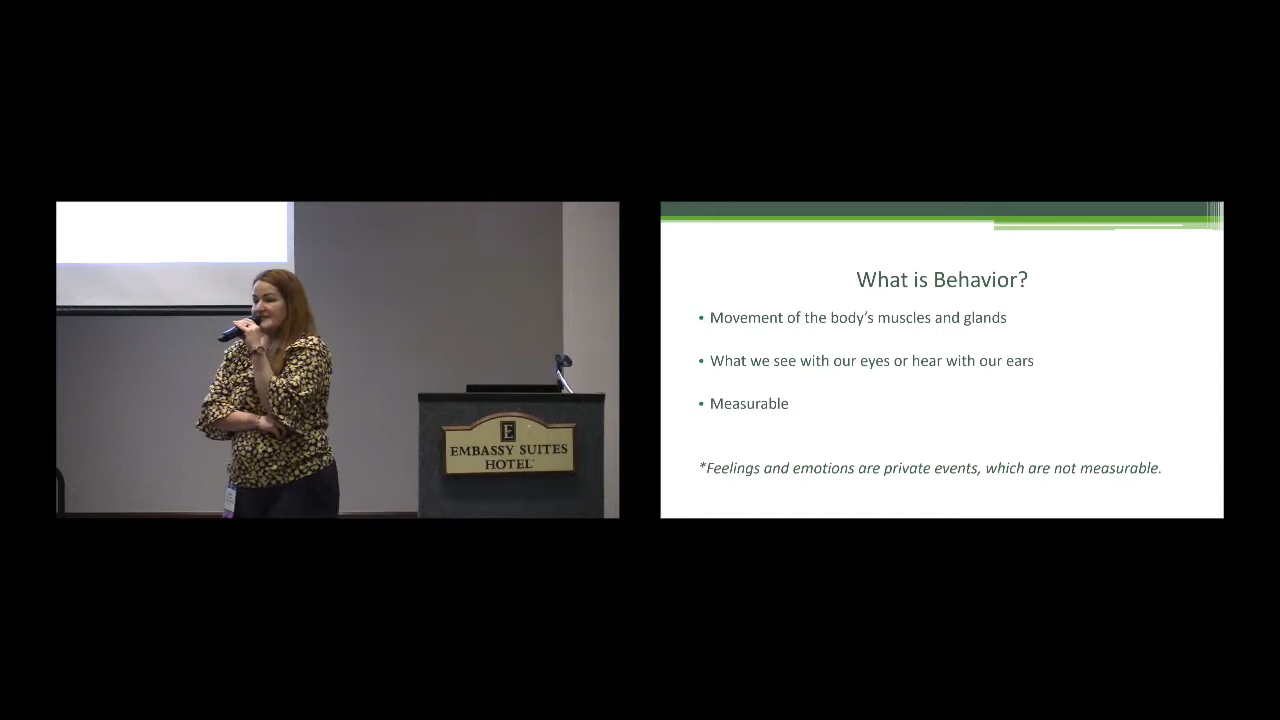 E
EMBASSY SUITES
HOTEL
What is Behavior?
• Movement of the body's muscles and glands
• What we see with our eyes or hear with our ears
• Measurable
*Feelings and emotions are private events, which are not measurable.